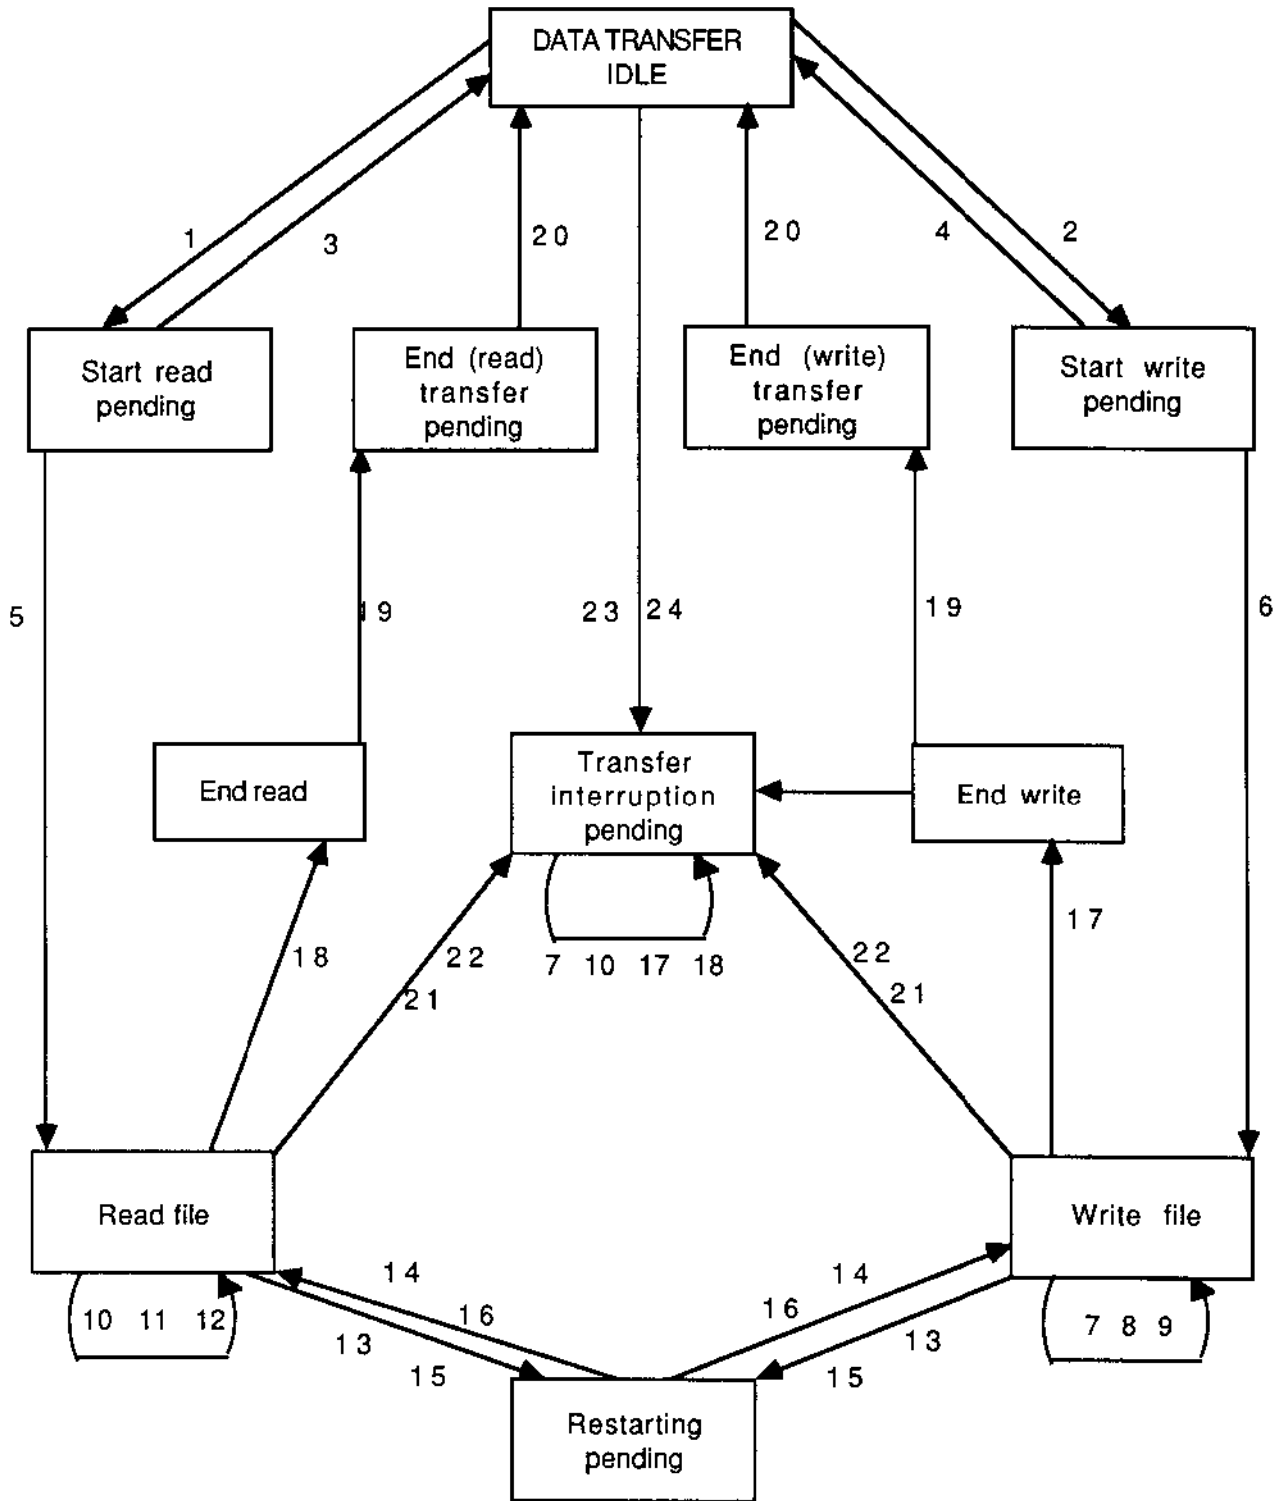 DATA TRANSFER
IDLE
1
3
20
20
4
2
Start read
pending
End (read)
transfer
pending
End (write)
transfer
pending
Start write
pending
5
19
23
24
19
6
End read
Transfer
interruption
pending
End write
18
22
21
7 10 17 18
22
21
17
Read file
Write file
10 11 12
14
16
13
15
14
16
13
15
7 8 9
Restarting
pending